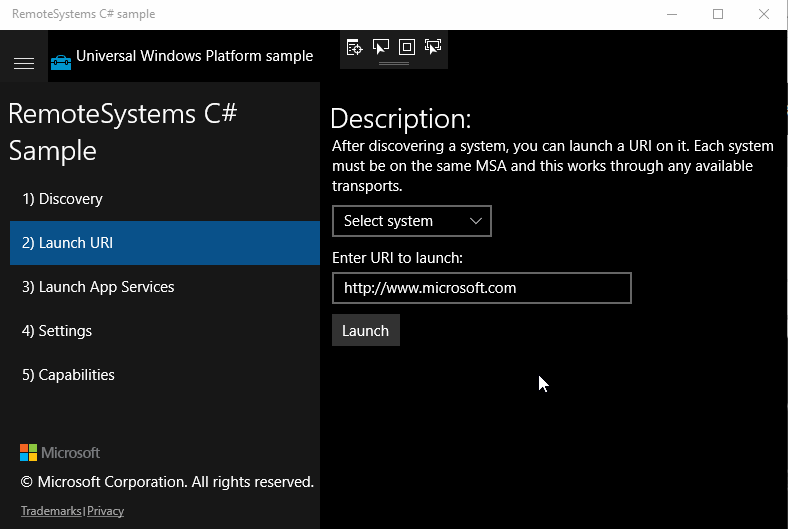 RemoteSystems C# sample
Universal Windows Platform sample
RemoteSystems C#
Sample
1) Discovery
2) Launch URI
3) Launch App Services
4) Settings
5) Capabilities
Microsoft
© Microsoft Corporation. All rights reserved.
Trademarks|Privacy
Description:
After discovering a system, you can launch a URI on it. Each system
must be on the same MSA and this works through any available
transports.
Select system
Enter URI to launch:
http://www.microsoft.com
Launch